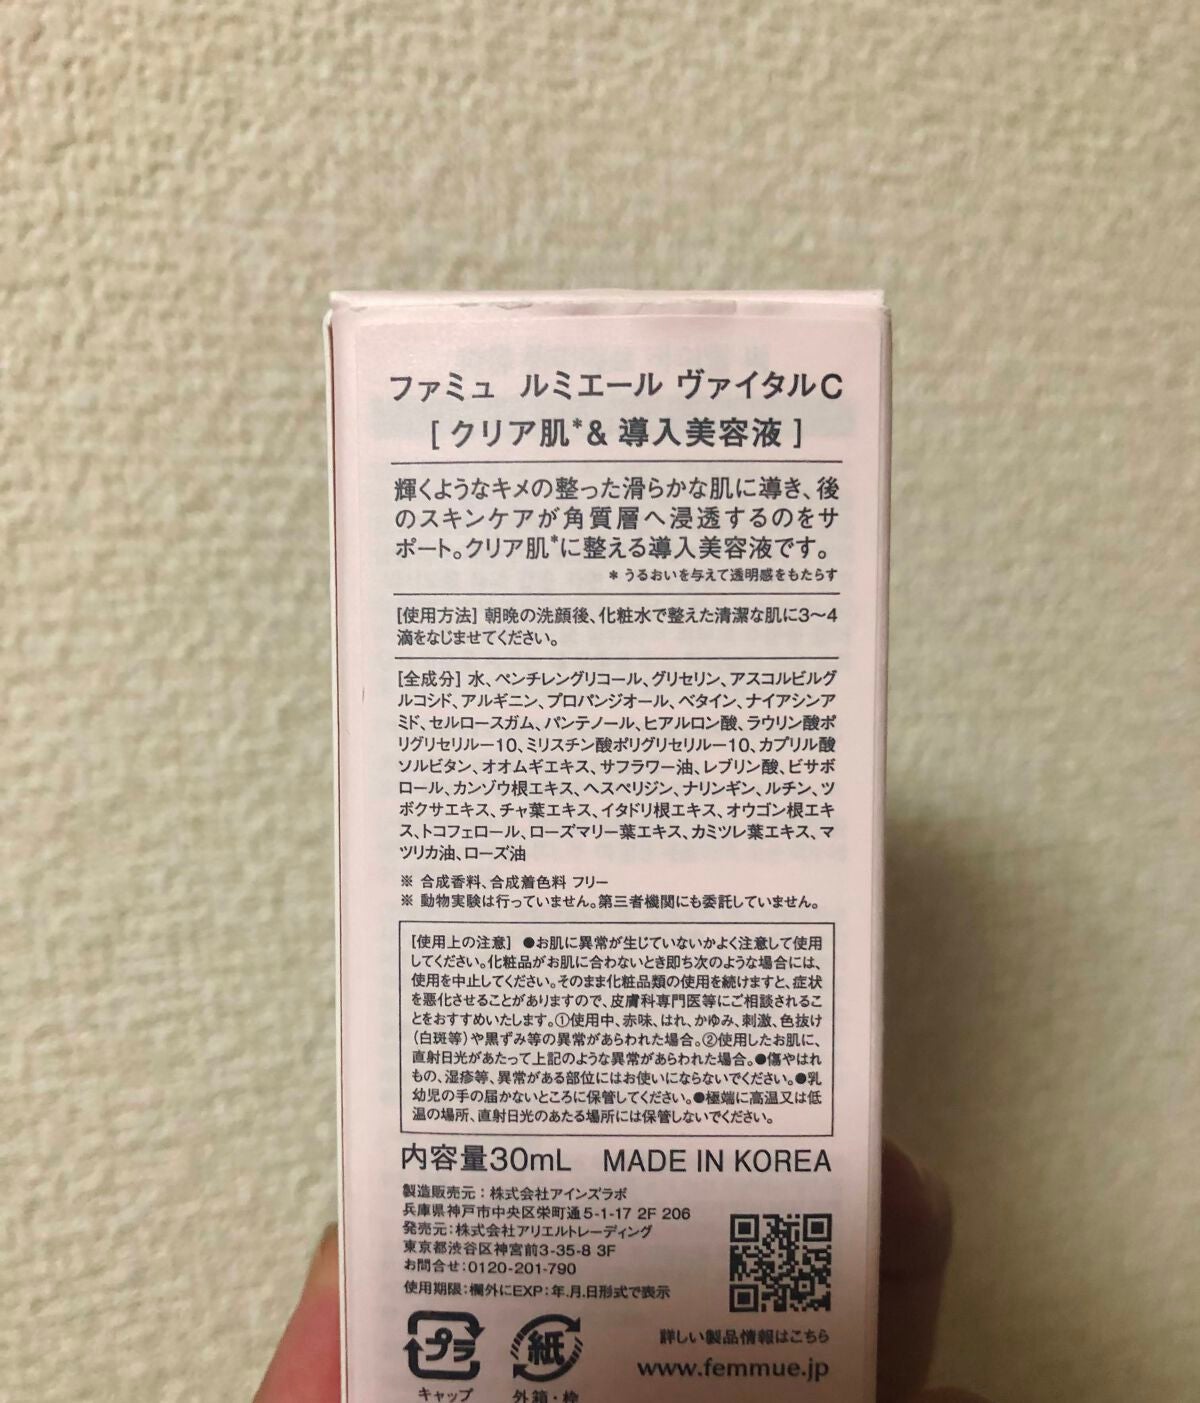 ファミュ ルミエール ヴァイタルC
[ クリア肌*& 導入美容液 ]
輝くようなキメの整った滑らかな肌に導き、後
のスキンケアが角質層へ浸透するのをサ
ポート。クリア肌*に整える導入美容液です。
* うるおいを与えて透明感をもたらす
[使用方法] 朝晩の洗顔後、化粧水で整えた清潔な肌に3〜4
滴をなじませてください。
[全成分] 水、ペンチレングリコール、グリセリン、アスコルビルグ
ルコシド、アルギニン、プロパンジオール、ベタイン、ナイアシンア
ミド、セルロースガム、パンテノール、ヒアルロン酸、ラウリン酸ポ
リグリセリル−10、ミリスチン酸ポリグリセリル−10、カプリル酸
ソルビタン、オオムギエキス、サフラワー油、レブリン酸、ビサボ
ロール、カンゾウ根エキス、ヘスペリジン、ナリンギン、ルチン、ツ
ボクサエキス、チャ葉エキス、イタドリ根エキス、オウゴン根エキ
ス、トコフェロール、ローズマリー葉エキス、カミツレ葉エキス、マ
ツリカ油、ローズ油
※ 合成香料、合成着色料 フリー
※ 動物実験は行っていません。第三者機関にも委託していません。
[使用上の注意] ●お肌に異常が生じていないかよく注意して使用
してください。化粧品がお肌に合わないとき即ち次のような場合には、
使用を中止してください。そのまま化粧品類の使用を続けますと、症状
を悪化させることがありますので、皮膚科専門医等にご相談されるこ
とをおすすめいたします。①使用中、赤味、はれ、かゆみ、刺激、色抜け
（白斑等）や黒ずみ等の異常があらわれた場合。②使用したお肌に、
直射日光があたって上記のような異常があらわれた場合。●傷やはれ
もの、湿疹等、異常がある部位にはお使いにならないでください。●乳
幼児の手の届かないところに保管してください。●極端に高温又は低
温の場所、直射日光のあたる場所には保管しないでください。
内容量30mL MADE IN KOREA
製造販売元：株式会社アインズラボ
兵庫県神戸市中央区栄町通5-1-17 2F 206
発売元：株式会社アリエルトレーディング
東京都渋谷区神宮前3-35-8 3F
お問合せ：0120-201-790
使用期限：欄外にEXP：年.月.日形式で表示
プラ 紙
詳しい製品情報はこちら
www.femmue.jp
キャップ 外箱・枠